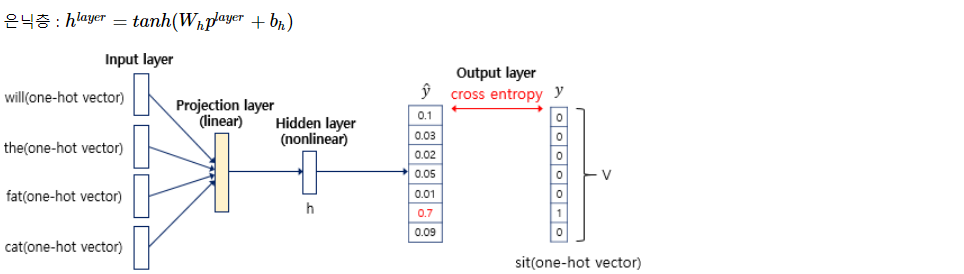 은닉층 : h^{layer} = tanh(W_h p^{layer} + b_h)
Input layer
will(one-hot vector)
the(one-hot vector)
fat(one-hot vector)
cat(one-hot vector)
Projection layer
(linear)
Hidden layer
(nonlinear)
h
ŷ
0.1
0.03
0.02
0.05
0.01
0.7
0.09
Output layer
cross entropy
y
0
0
0
0
0
1
0
V
sit(one-hot vector)